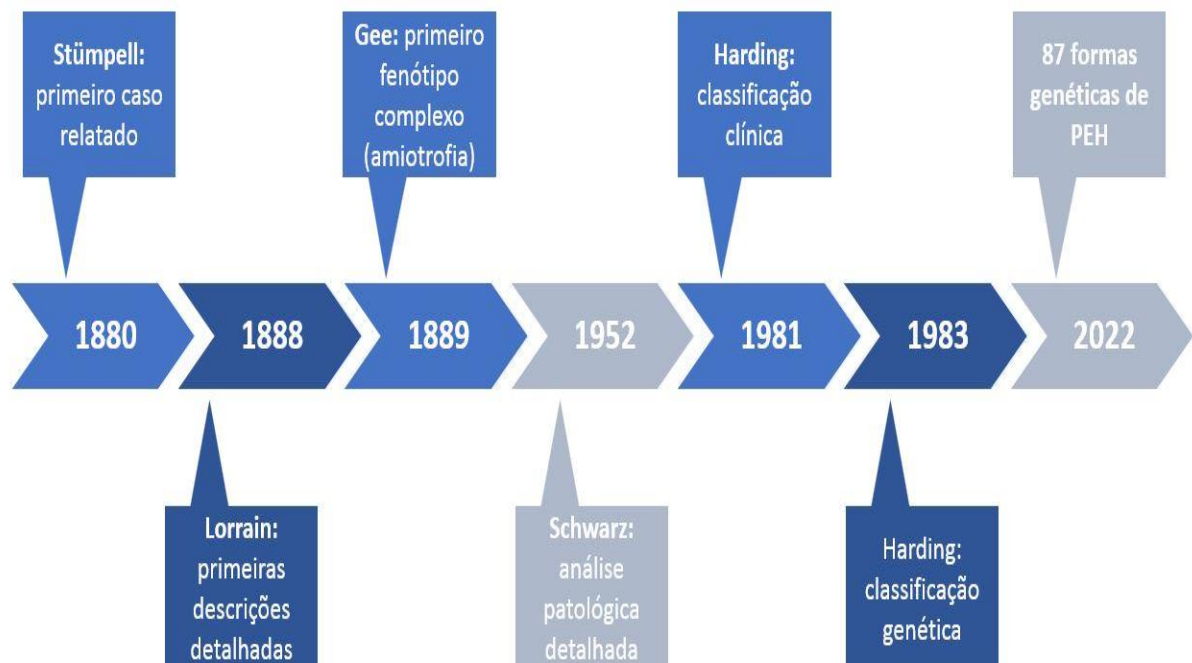 Stümpell:
primeiro caso
relatado
Gee: primeiro
fenótipo
complexo
(amiotrofia)
Harding:
classificação
clínica
87 formas
genéticas de
PEH
1880
1888
1889
1952
1981
1983
2022
Lorrain:
primeiras
descrições
detalhadas
Schwarz:
análise
patológica
detalhada
Harding:
classificação
genética